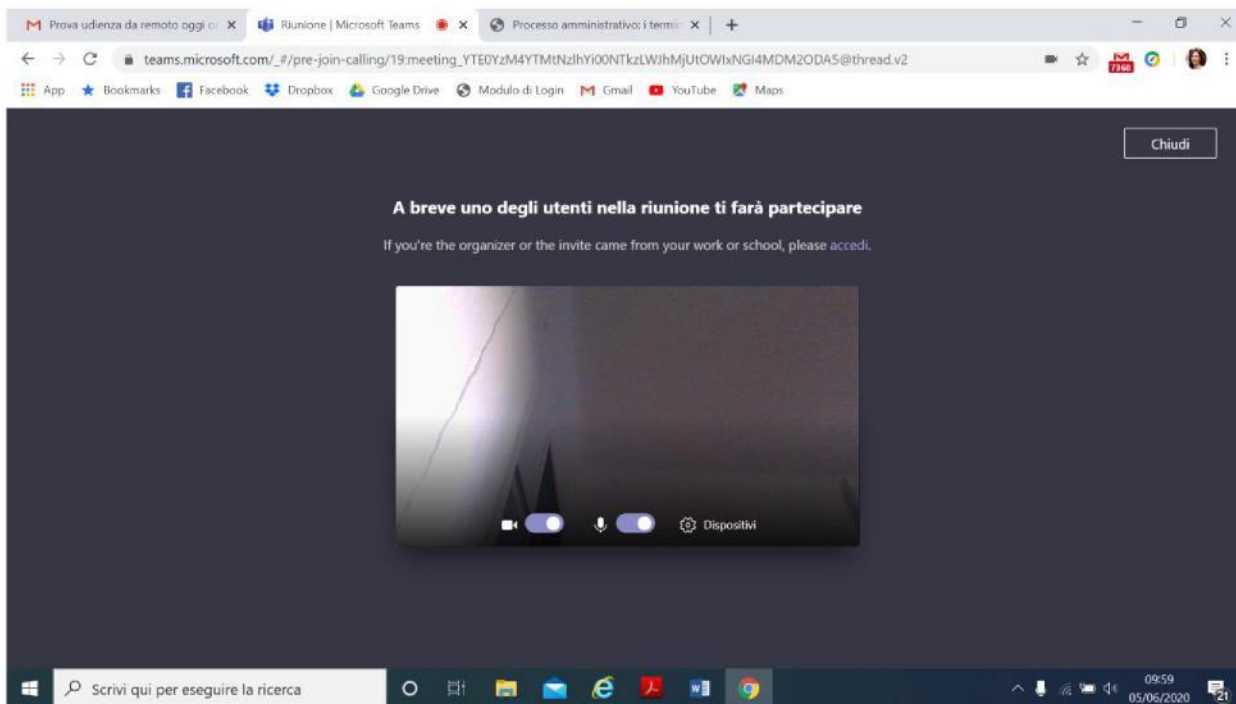 Prova udienza da remoto oggi o
Riunione | Microsoft Teams
Processo amministrativo: i termin
teams.microsoft.com/_#/pre-join-calling/19:meeting_YTE0YzM4YTMtNzlhYi00NTkzLWJhMjUtOWIxNGI4MDM2ODA5@thread.v2
7368
App
Bookmarks
Facebook
Dropbox
Google Drive
Modulo di Login
Gmail
YouTube
Maps
Chiudi
A breve uno degli utenti nella riunione ti farà partecipare
If you're the organizer or the invite came from your work or school, please accedi.
Dispositivi
Scrivi qui per eseguire la ricerca
09:59
05/06/2020
21